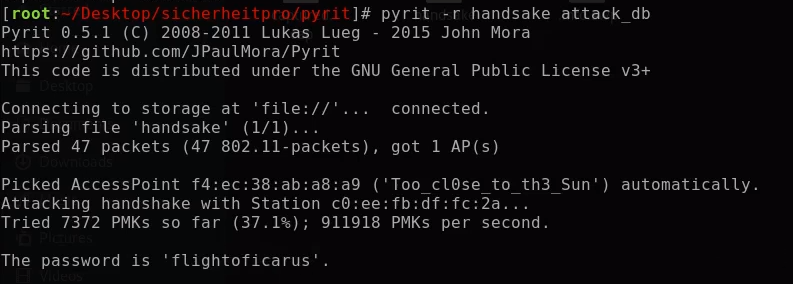 [root:~/Desktop/sicherheitpro/pyrit]# pyrit -r handsake attack_db
Pyrit 0.5.1 (C) 2008-2011 Lukas Lueg - 2015 John Mora
https://github.com/JPaulMora/Pyrit
This code is distributed under the GNU General Public License v3+
Connecting to storage at 'file://'... connected.
Parsing file 'handsake' (1/1)...
Parsed 47 packets (47 802.11-packets), got 1 AP(s)
Picked AccessPoint f4:ec:38:ab:a8:a9 ('Too_cl0se_to_th3_Sun') automatically.
Attacking handshake with Station c0:ee:fb:df:fc:2a...
Tried 7372 PMKs so far (37.1%); 911918 PMKs per second.
The password is 'flightoficarus'.
Desktop
Downloads
Pictures
Videos